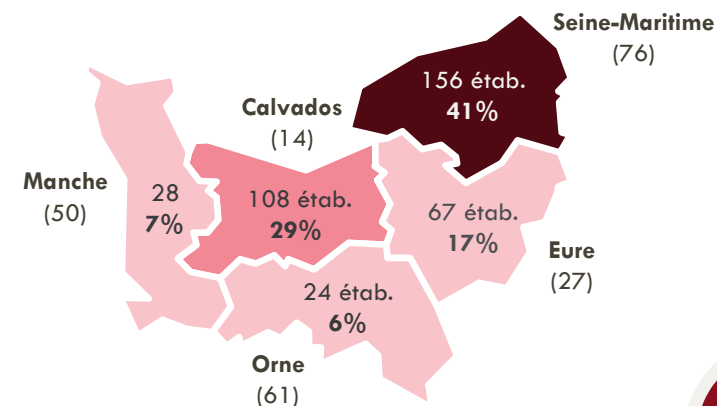 Seine-Maritime
(76)
156 étab.
41%
Calvados
(14)
Manche
(50)
28
7%
108 étab.
29%
67 étab.
17%
Eure
(27)
24 étab.
6%
Orne
(61)